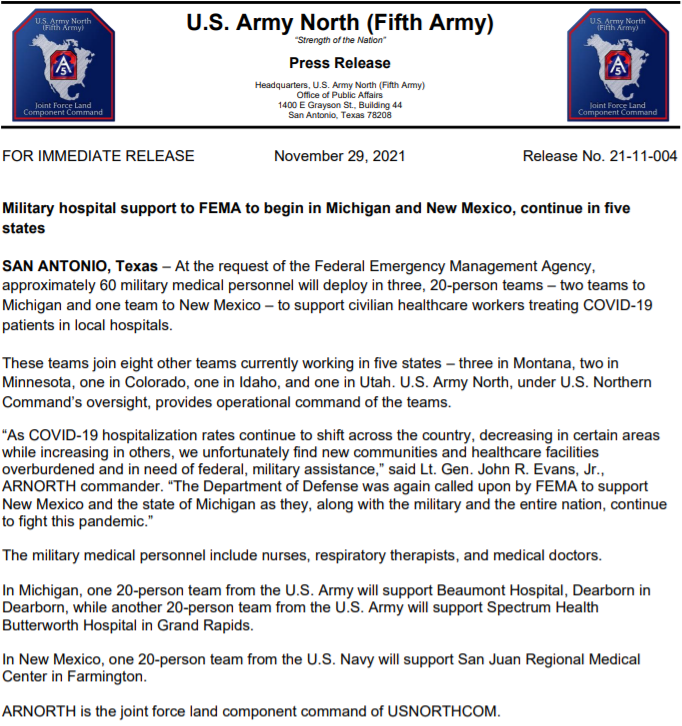 U.S. Army North
(Fifth Army)
A
5
Joint Force Land
Component Command
U.S. Army North (Fifth Army)
"Strength of the Nation"
Press Release
Headquarters, U.S. Army North (Fifth Army)
Office of Public Affairs
1400 E Grayson St., Building 44
San Antonio, Texas 78208
U.S. Army North
(Fifth Army)
A
5
Joint Force Land
Component Command
FOR IMMEDIATE RELEASE November 29, 2021 Release No. 21-11-004
Military hospital support to FEMA to begin in Michigan and New Mexico, continue in five
states
SAN ANTONIO, Texas – At the request of the Federal Emergency Management Agency,
approximately 60 military medical personnel will deploy in three, 20-person teams – two teams to
Michigan and one team to New Mexico – to support civilian healthcare workers treating COVID-19
patients in local hospitals.
These teams join eight other teams currently working in five states – three in Montana, two in
Minnesota, one in Colorado, one in Idaho, and one in Utah. U.S. Army North, under U.S. Northern
Command's oversight, provides operational command of the teams.
"As COVID-19 hospitalization rates continue to shift across the country, decreasing in certain areas
while increasing in others, we unfortunately find new communities and healthcare facilities
overburdened and in need of federal, military assistance," said Lt. Gen. John R. Evans, Jr.,
ARNORTH commander. "The Department of Defense was again called upon by FEMA to support
New Mexico and the state of Michigan as they, along with the military and the entire nation, continue
to fight this pandemic."
The military medical personnel include nurses, respiratory therapists, and medical doctors.
In Michigan, one 20-person team from the U.S. Army will support Beaumont Hospital, Dearborn in
Dearborn, while another 20-person team from the U.S. Army will support Spectrum Health
Butterworth Hospital in Grand Rapids.
In New Mexico, one 20-person team from the U.S. Navy will support San Juan Regional Medical
Center in Farmington.
ARNORTH is the joint force land component command of USNORTHCOM.